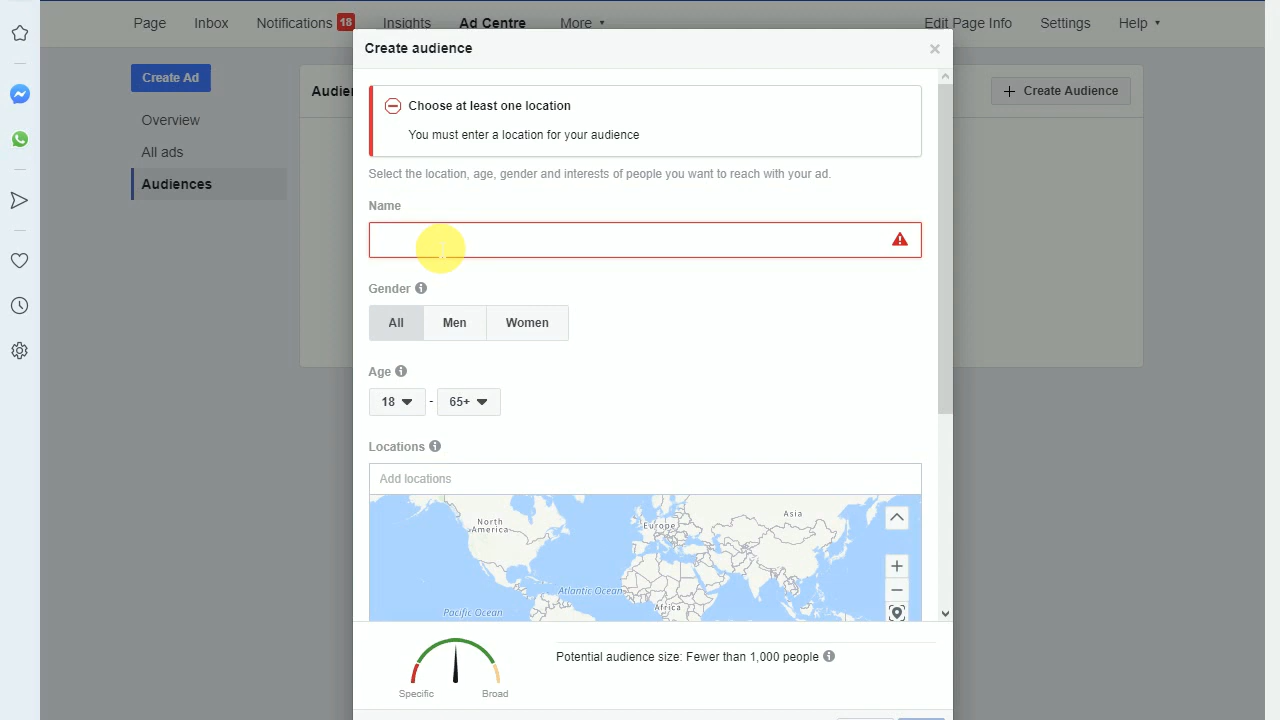 Page Inbox Notifications 18 Insights Ad Centre More Edit Page Info Settings Help
Create audience
Create Ad
Overview
All ads
Audiences
Create Audience
Choose at least one location
You must enter a location for your audience
Select the location, age, gender and interests of people you want to reach with your ad.
Name
Gender
All Men Women
Age
18 - 65+
Locations
Add locations
North America
Europe
Asia
Atlantic Ocean
Africa
Pacific Ocean
Potential audience size: Fewer than 1,000 people
Specific Broad